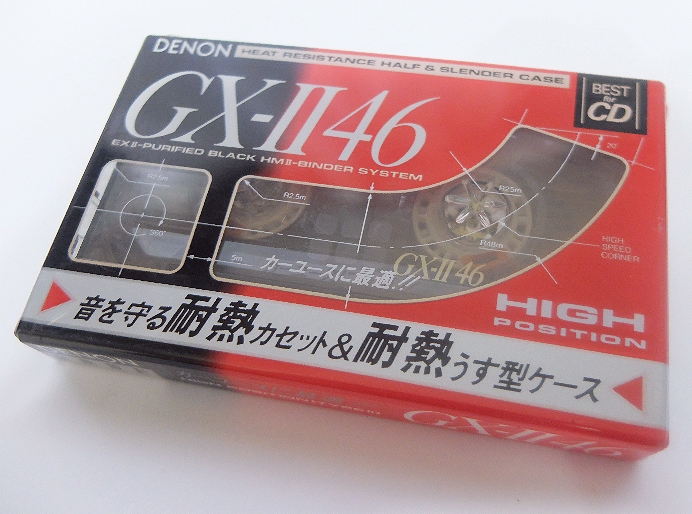 DENON
HEAT RESISTANCE HALF & SLENDER CASE
BEST
for
CD
GX-II46
EXII-PURIFIED BLACK HMII-BINDER SYSTEM
20°
R25m
R25m
R48m
360°
HIGH
SPEED
CORNER
5m
カーユースに最適!!!
GX-II46
HIGH
POSITION
音を守る耐熱カセット&耐熱うす型ケース
DENON
GX-II46